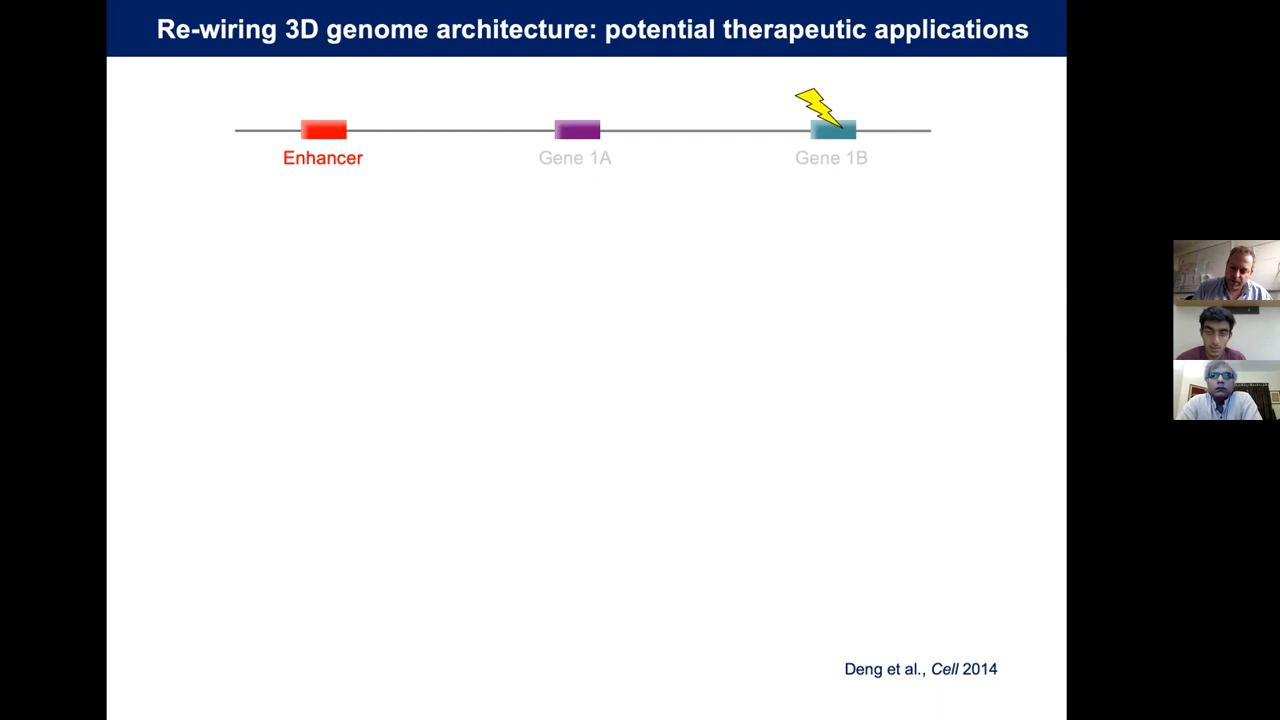 Re-wiring 3D genome architecture: potential therapeutic applications
Enhancer
Gene 1A
Gene 1B
Deng et al., Cell 2014